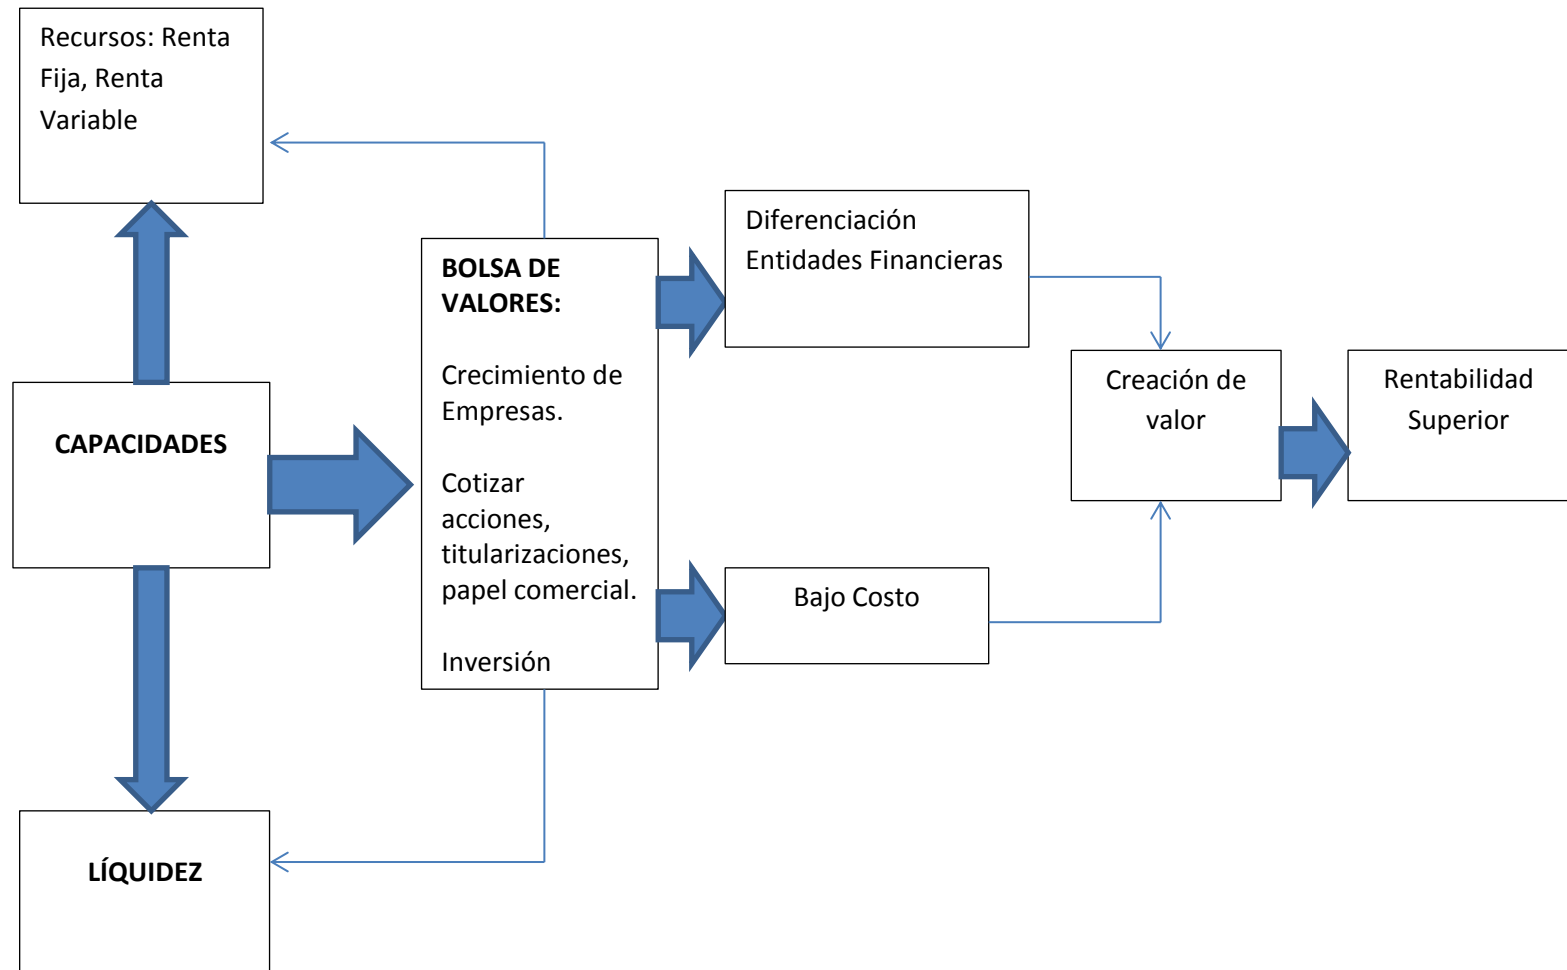 Recursos: Renta
Fija, Renta
Variable
CAPACIDADES
LÍQUIDEZ
BOLSA DE
VALORES:
Crecimiento de
Empresas.
Cotizar
acciones,
titularizaciones,
papel comercial.
Inversión
Diferenciación
Entidades Financieras
Bajo Costo
Creación de
valor
Rentabilidad
Superior